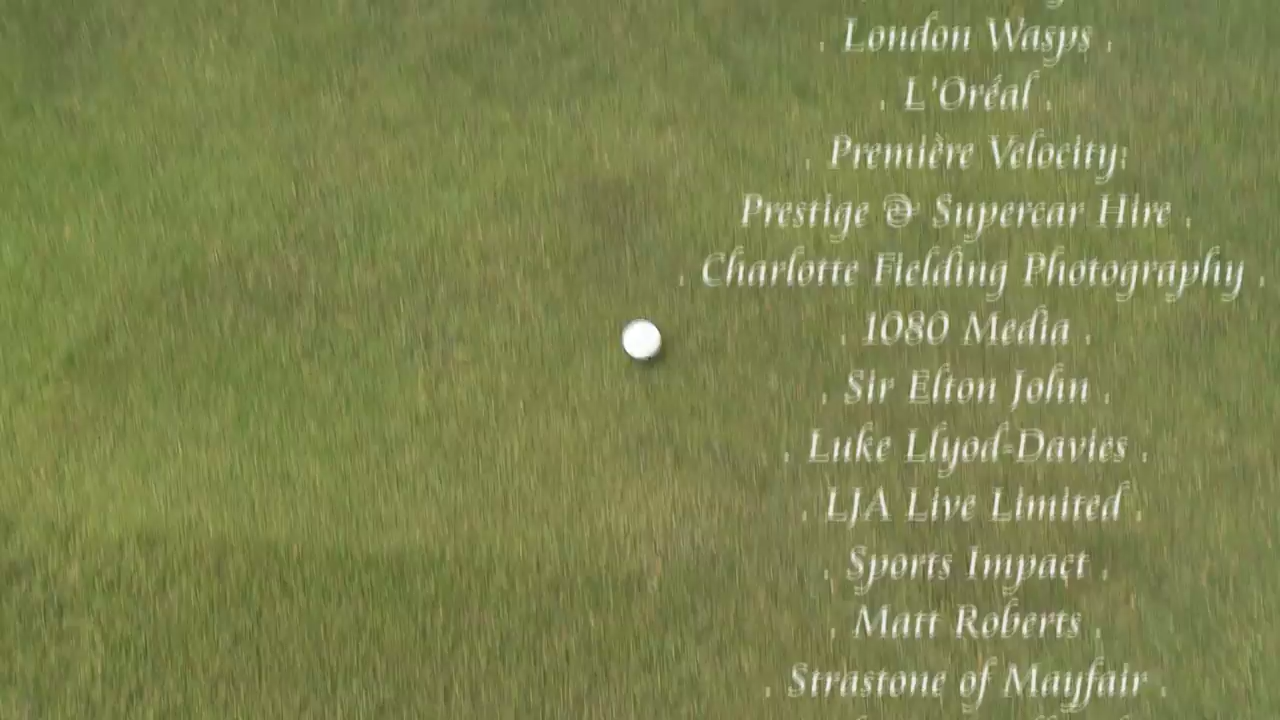 . London Wasps .
. L'Oréal .
. Première Velocity.
Prestige & Supercar Hire .
. Charlotte Fielding Photography .
. 1080 Media .
. Sir Elton John .
. Luke Llyod-Davies .
. LJA Live Limited .
. Sports Impact .
. Matt Roberts .
. Strastone of Mayfair .